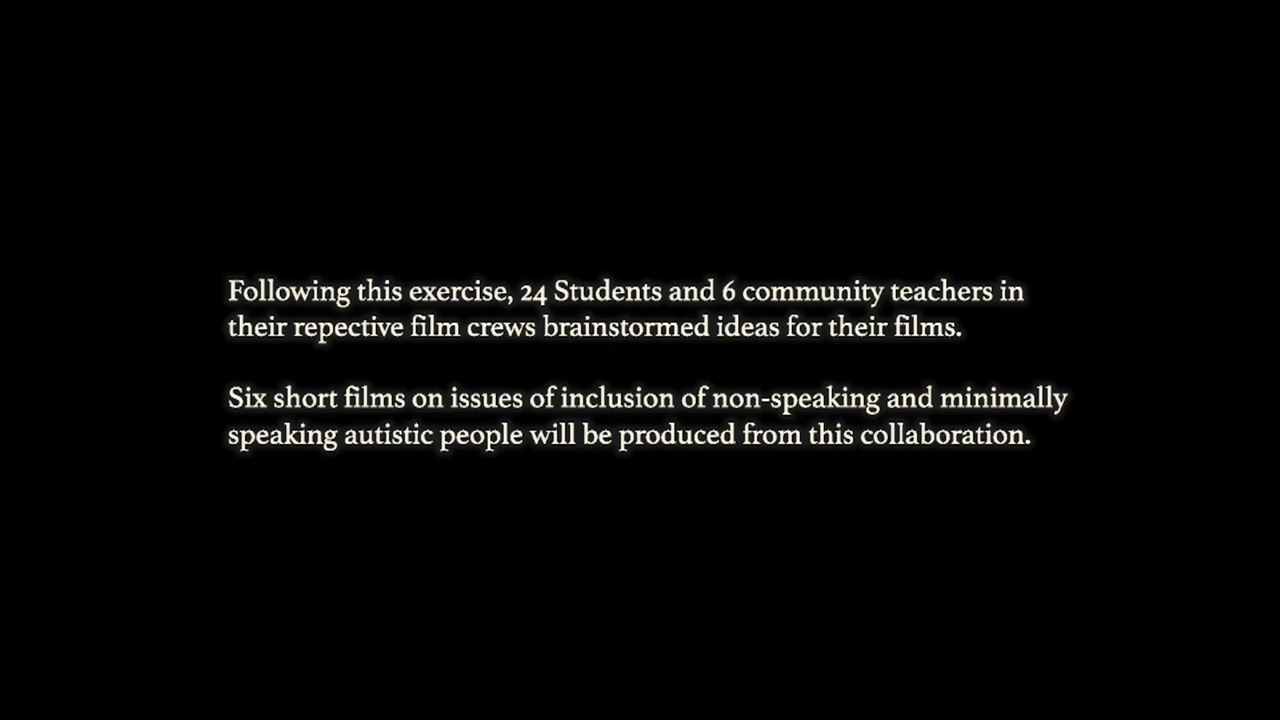 Following this exercise, 24 Students and 6 community teachers in
their repective film crews brainstormed ideas for their films.
Six short films on issues of inclusion of non-speaking and minimally
speaking autistic people will be produced from this collaboration.